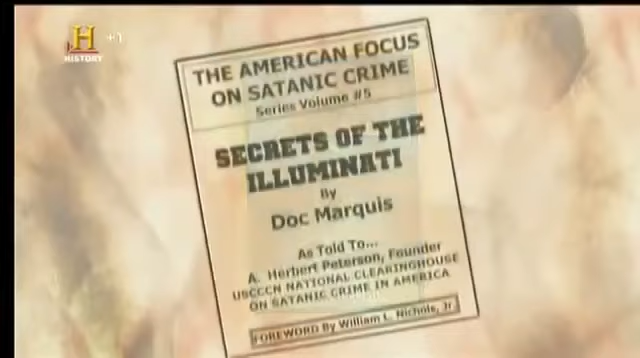 H +1
HISTORY
THE AMERICAN FOCUS
ON SATANIC CRIME
Series Volume #5
SECRETS OF THE
ILLUMINATI
By
Doc Marquis
As Told To...
A. Herbert Peterson, Founder
USCCCN NATIONAL CLEARINGHOUSE
ON SATANIC CRIME IN AMERICA
FOREWORD By William L. Nichols, Jr.